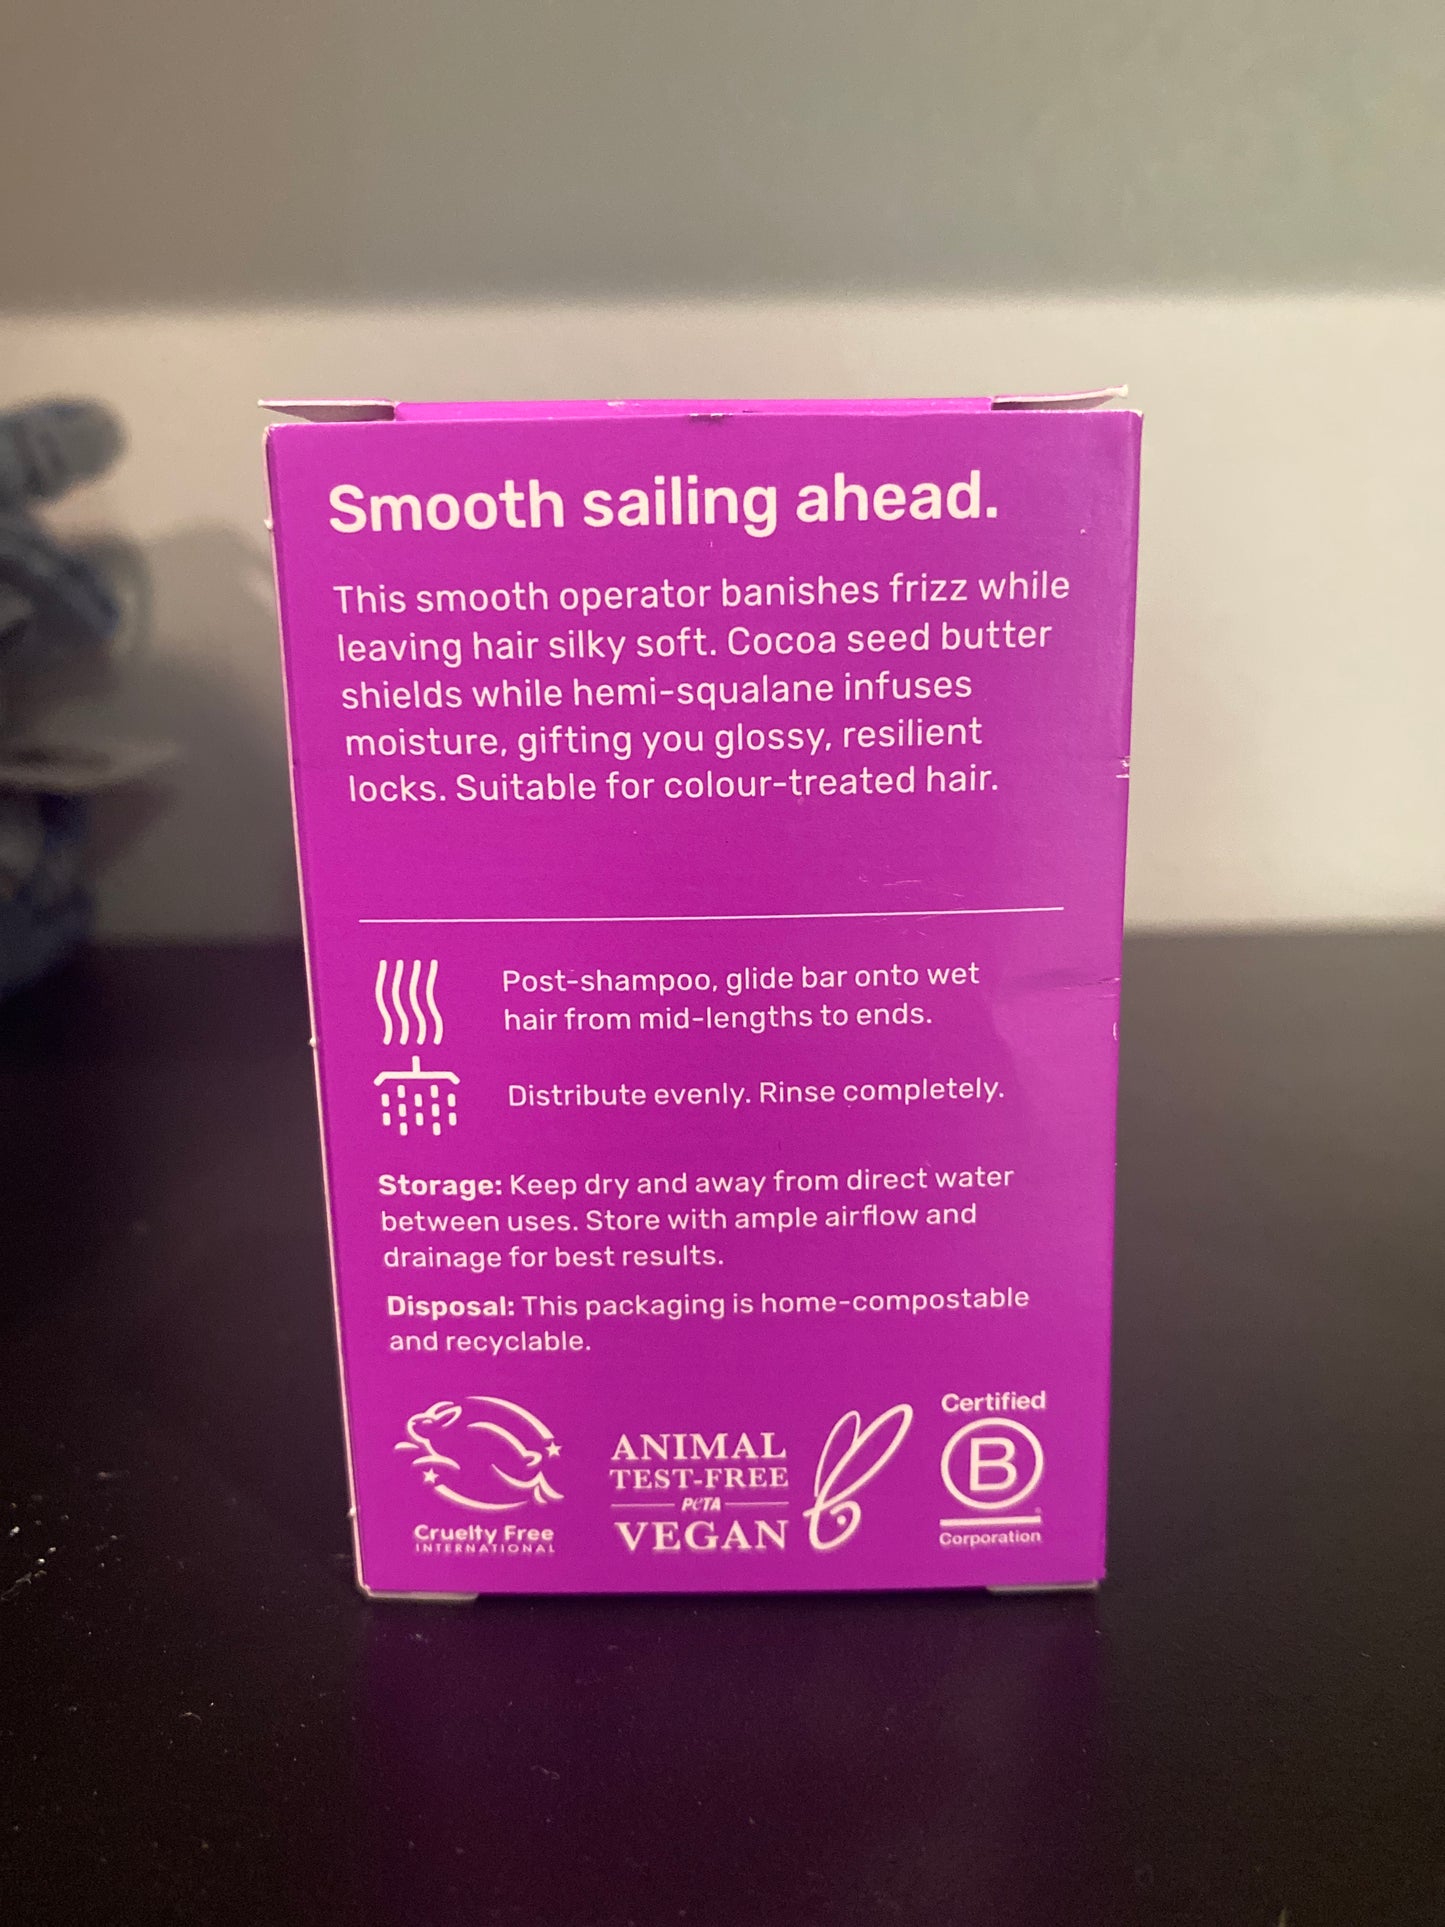 Smooth sailing ahead.
This smooth operator banishes frizz while
leaving hair silky soft. Cocoa seed butter
shields while hemi-squalane infuses
moisture, gifting you glossy, resilient
locks. Suitable for colour-treated hair.
Post-shampoo, glide bar onto wet
hair from mid-lengths to ends.
Distribute evenly. Rinse completely.
Storage: Keep dry and away from direct water
between uses. Store with ample airflow and
drainage for best results.
Disposal: This packaging is home-compostable
and recyclable.
Cruelty Free
INTERNATIONAL
ANIMAL
TEST-FREE
PETA
VEGAN
Certified
B
Corporation